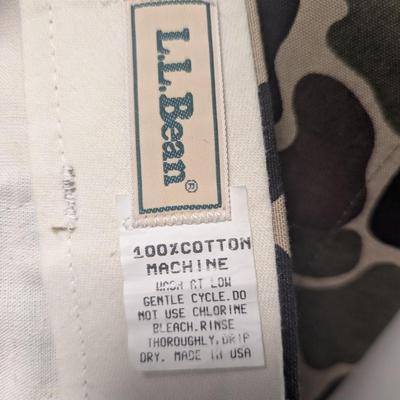 L.L.Bean®
100%COTTON
MACHINE
WASH AT LOW
GENTLE CYCLE.DO
NOT USE CHLORINE
BLEACH.RINSE
THOROUGHLY,DRIP
DRY. MADE IN USA